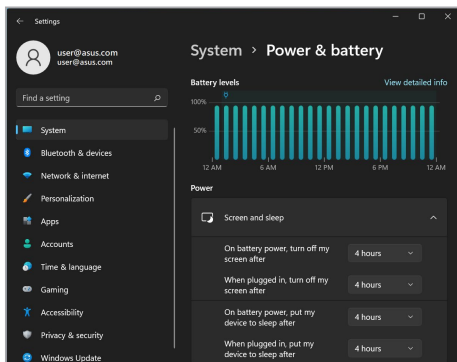 Settings
user@asus.com
user@asus.com
Find a setting
System
Bluetooth & devices
Network & internet
Personalization
Apps
Accounts
Time & language
Gaming
Accessibility
Privacy & security
Windows Update
System > Power & battery
Battery levels
View detailed info
100%
50%
12 AM 6 AM 12 PM 6 PM 12 AM
Power
Screen and sleep
On battery power, turn off my
screen after
4 hours
When plugged in, turn off my
screen after
4 hours
On battery power, put my
device to sleep after
4 hours
When plugged in, put my
device to sleep after
4 hours